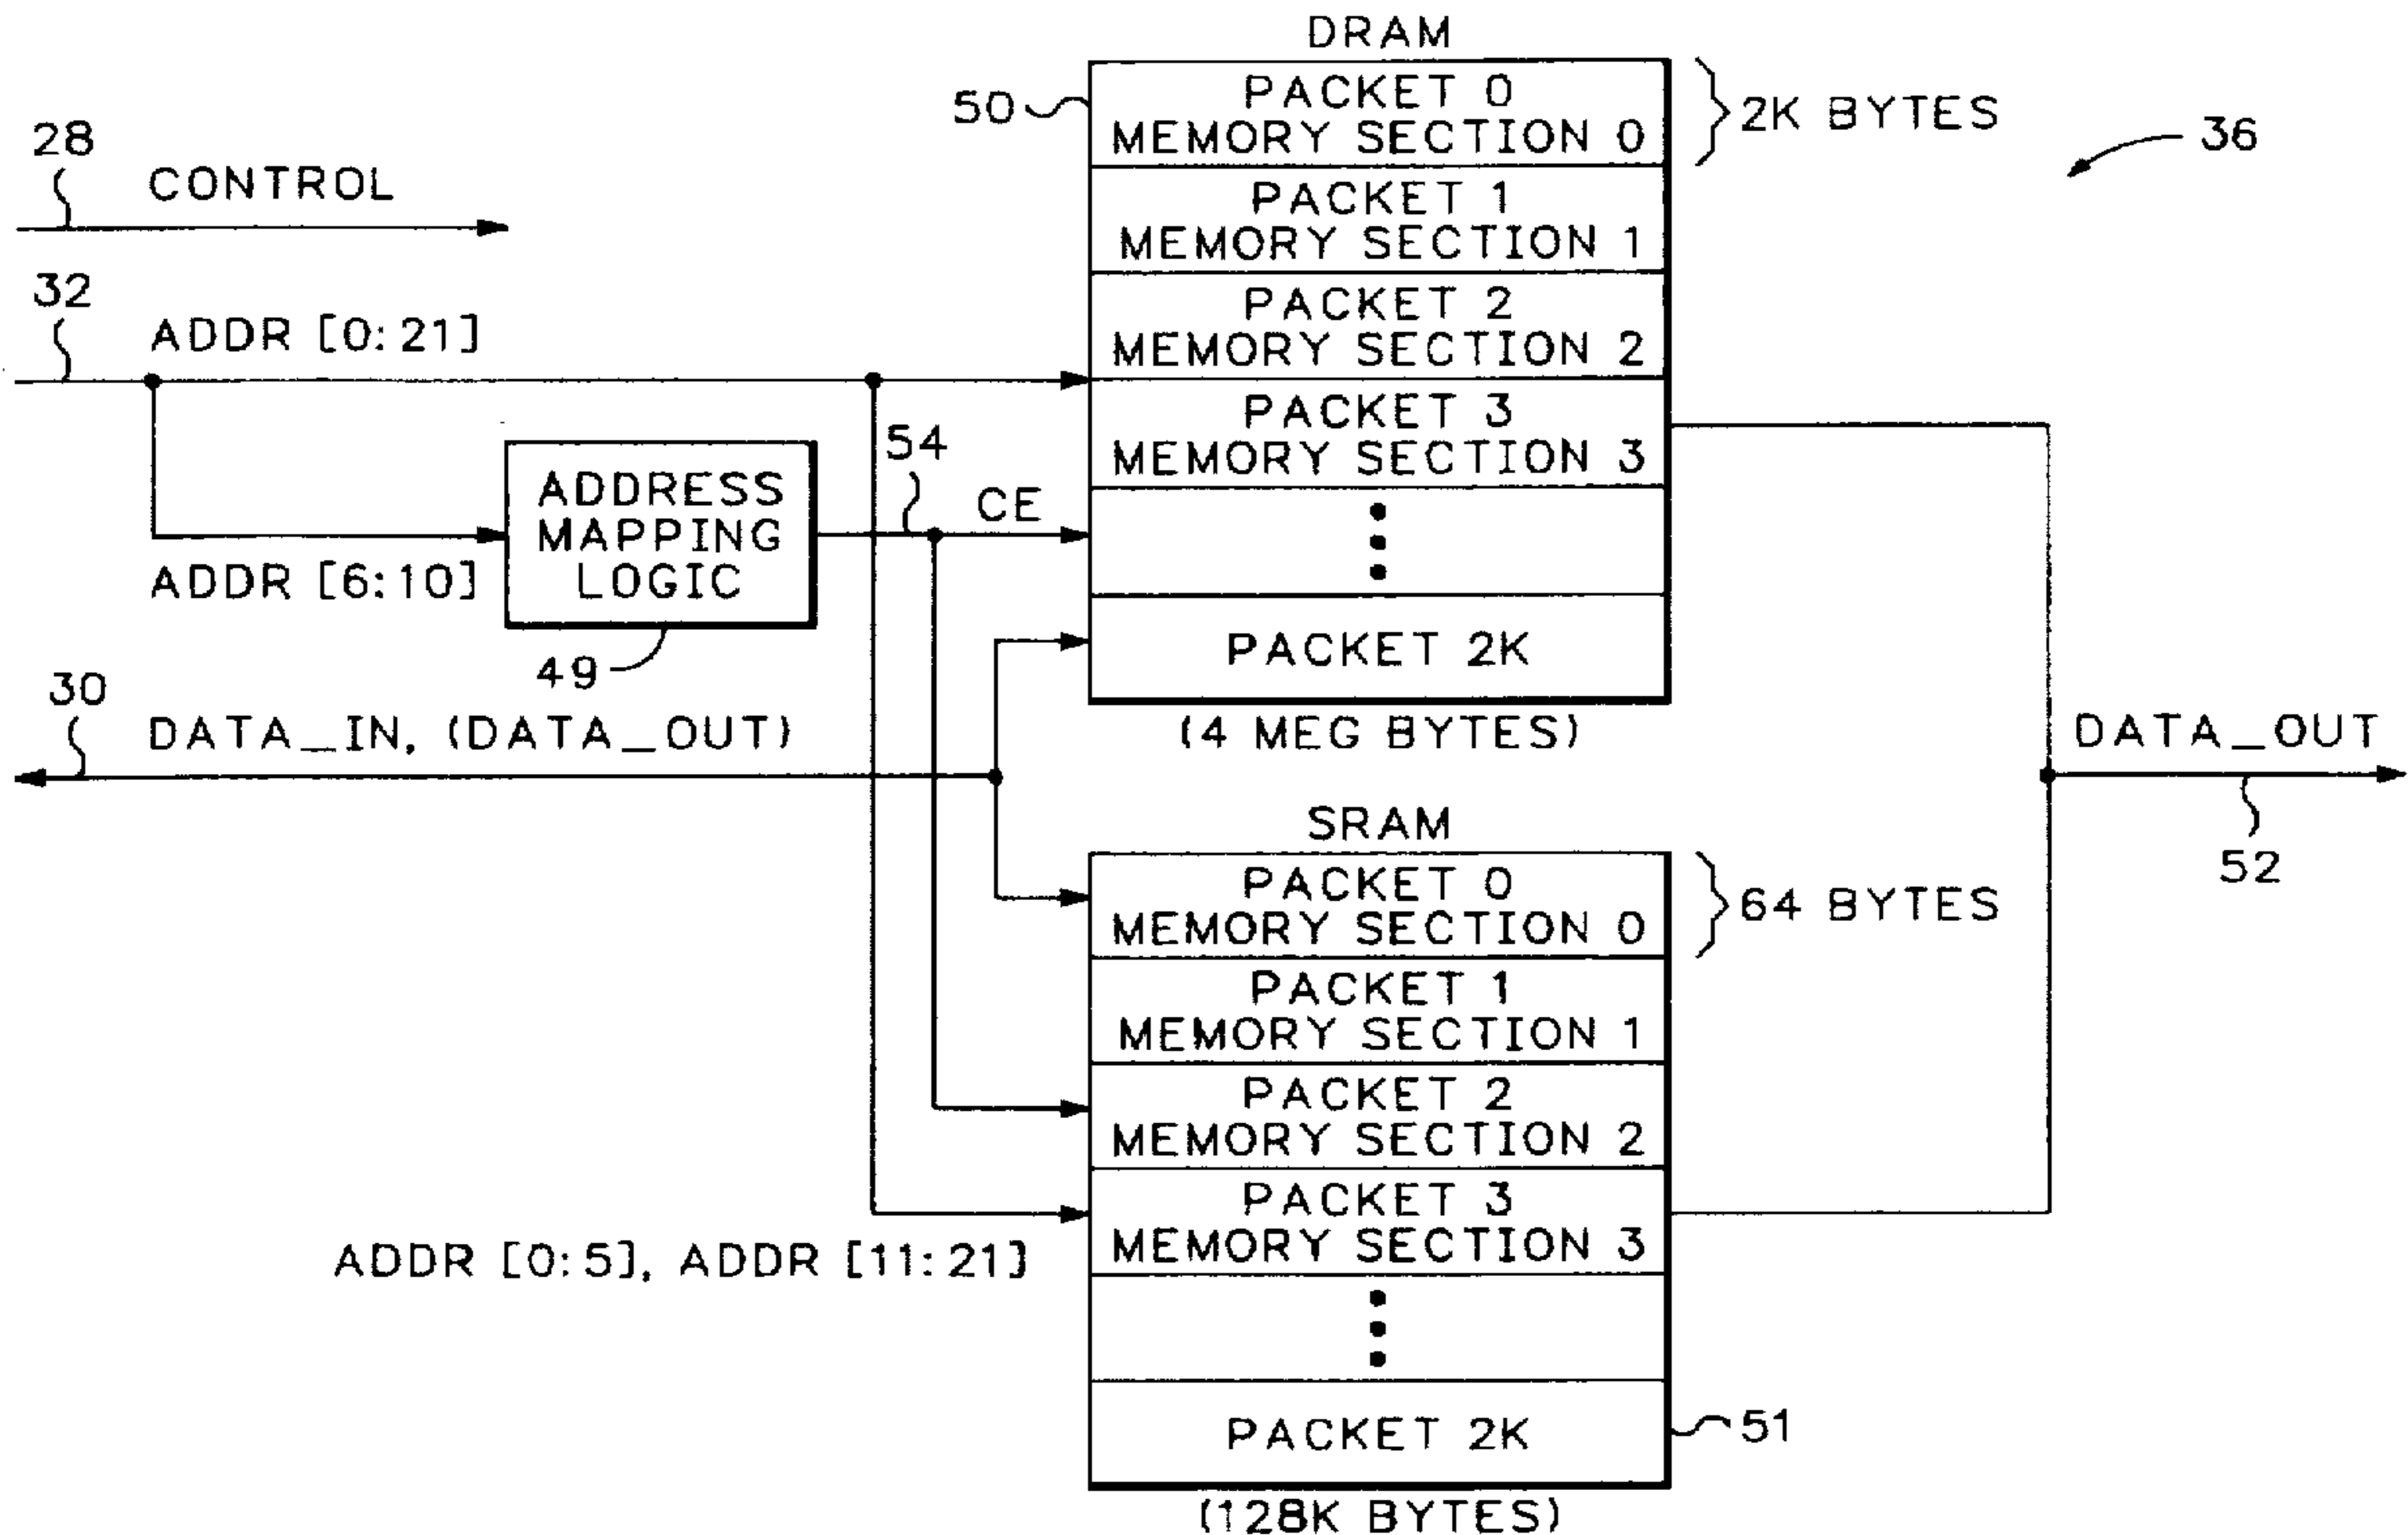 DRAM
50
PACKET 0
MEMORY SECTION 0
2K BYTES
36
28
CONTROL
PACKET 1
MEMORY SECTION 1
32
ADDR [0:21]
PACKET 2
MEMORY SECTION 2
PACKET 3
MEMORY SECTION 3
54
CE
ADDRESS
MAPPING
LOGIC
ADDR [6:10]
49
PACKET 2K
(4 MEG BYTES)
30
DATA_IN, (DATA_OUT)
DATA_OUT
52
SRAM
PACKET 0
MEMORY SECTION 0
64 BYTES
PACKET 1
MEMORY SECTION 1
PACKET 2
MEMORY SECTION 2
PACKET 3
MEMORY SECTION 3
ADDR [0:5], ADDR [11:21]
PACKET 2K
51
(128K BYTES)